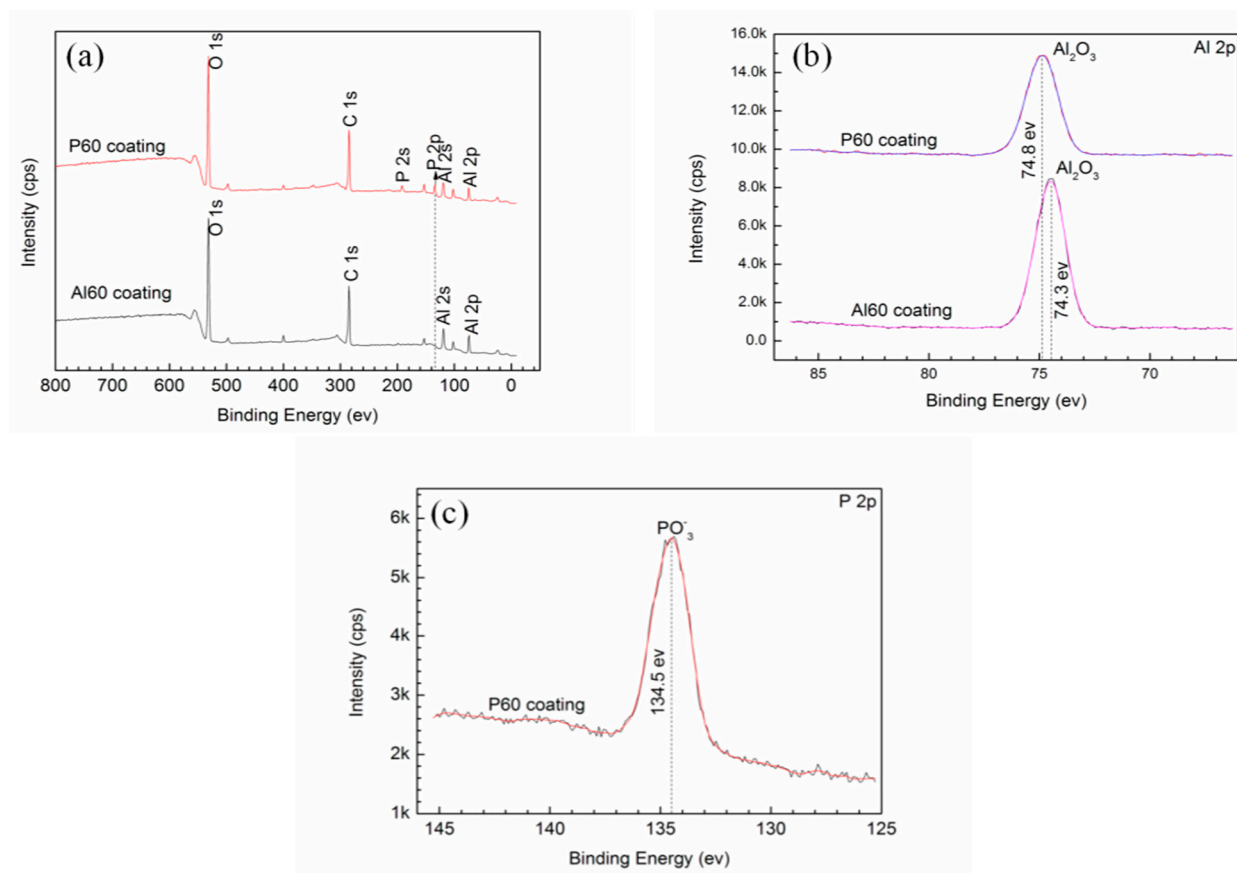 (a)
O 1s
C 1s
P 2s
P 2p
Al 2s
Al 2p
P60 coating
O 1s
C 1s
Al 2s
Al 2p
Al60 coating
Intensity (cps)
800 700 600 500 400 300 200 100 0
Binding Energy (ev)
(b)
Al 2p
16.0k
14.0k
12.0k
10.0k
8.0k
6.0k
4.0k
2.0k
0.0
Al₂O₃
P60 coating
74.8 ev
Al₂O₃
Al60 coating
74.3 ev
Intensity (cps)
85 80 75 70
Binding Energy (ev)
(c)
P 2p
6k
5k
4k
3k
2k
1k
PO₃⁻
134.5 ev
P60 coating
Intensity (cps)
145 140 135 130 125
Binding Energy (ev)